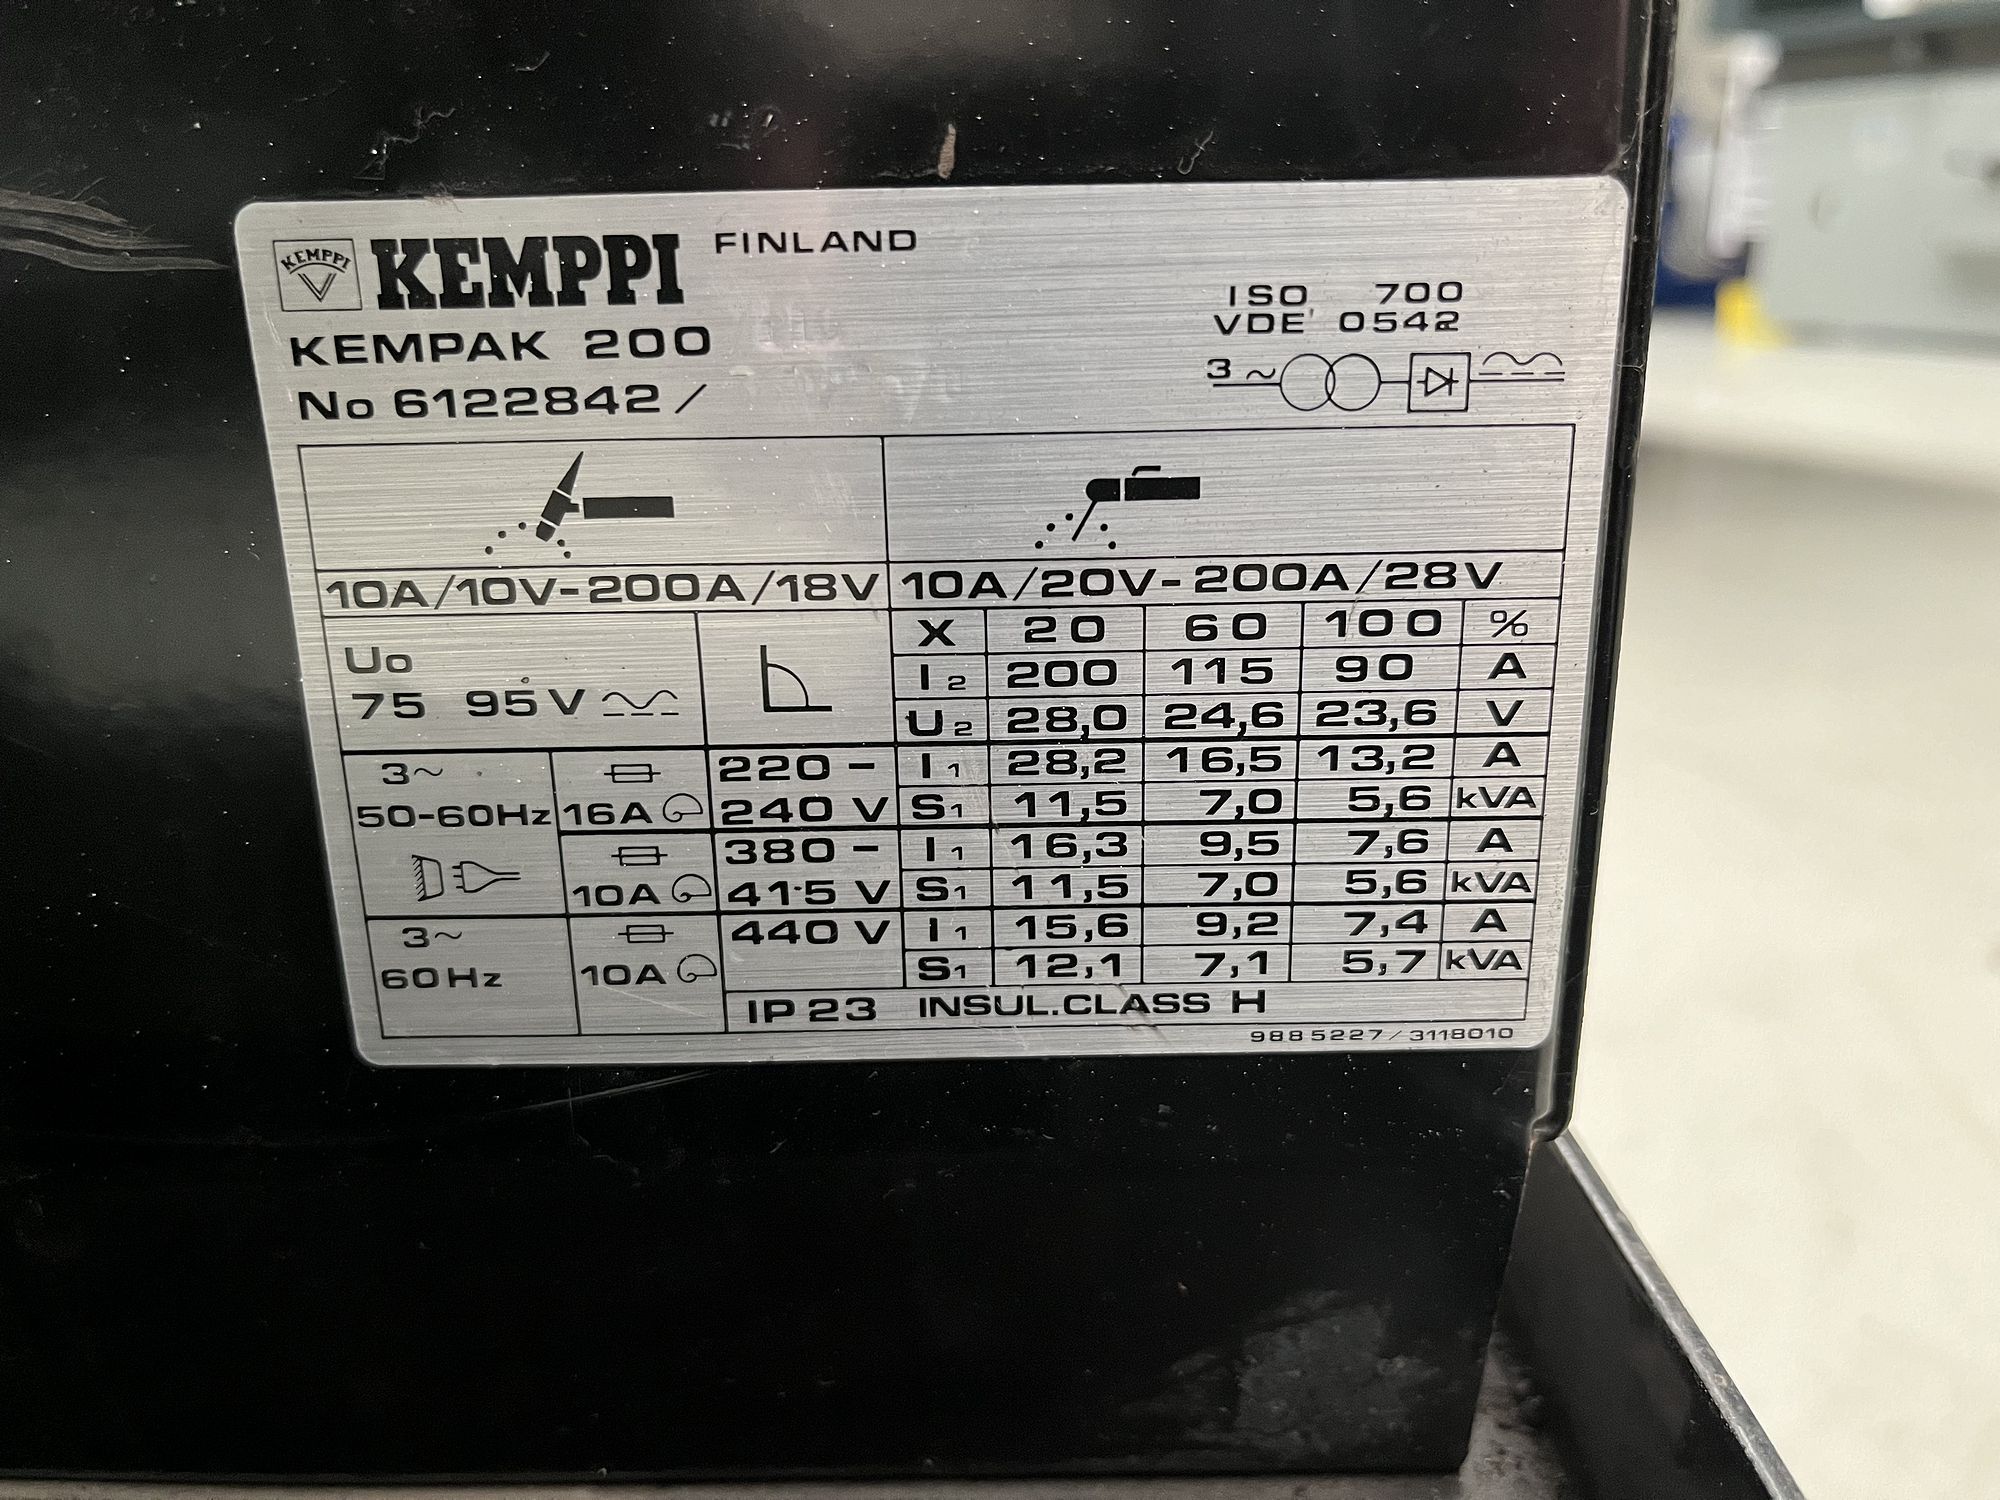 KEMPPI KEMPPI FINLAND
KEMPAK 200
No 6122842 /
ISO 700
VDE 0542
3 ~
10A/10V-200A/18V
10A/20V-200A/28V
X 20 60 100 %
Uo
75 95 V
I2 200 115 90 A
U2 28,0 24,6 23,6 V
3~
50-60Hz
16A
220 -
240 V
I1 28,2 16,5 13,2 A
S1 11,5 7,0 5,6 kVA
10A
380 -
415 V
I1 16,3 9,5 7,6 A
S1 11,5 7,0 5,6 kVA
3~
60Hz
10A
440 V
I1 15,6 9,2 7,4 A
S1 12,1 7,1 5,7 kVA
IP 23 INSUL.CLASS H
9885227/3118010